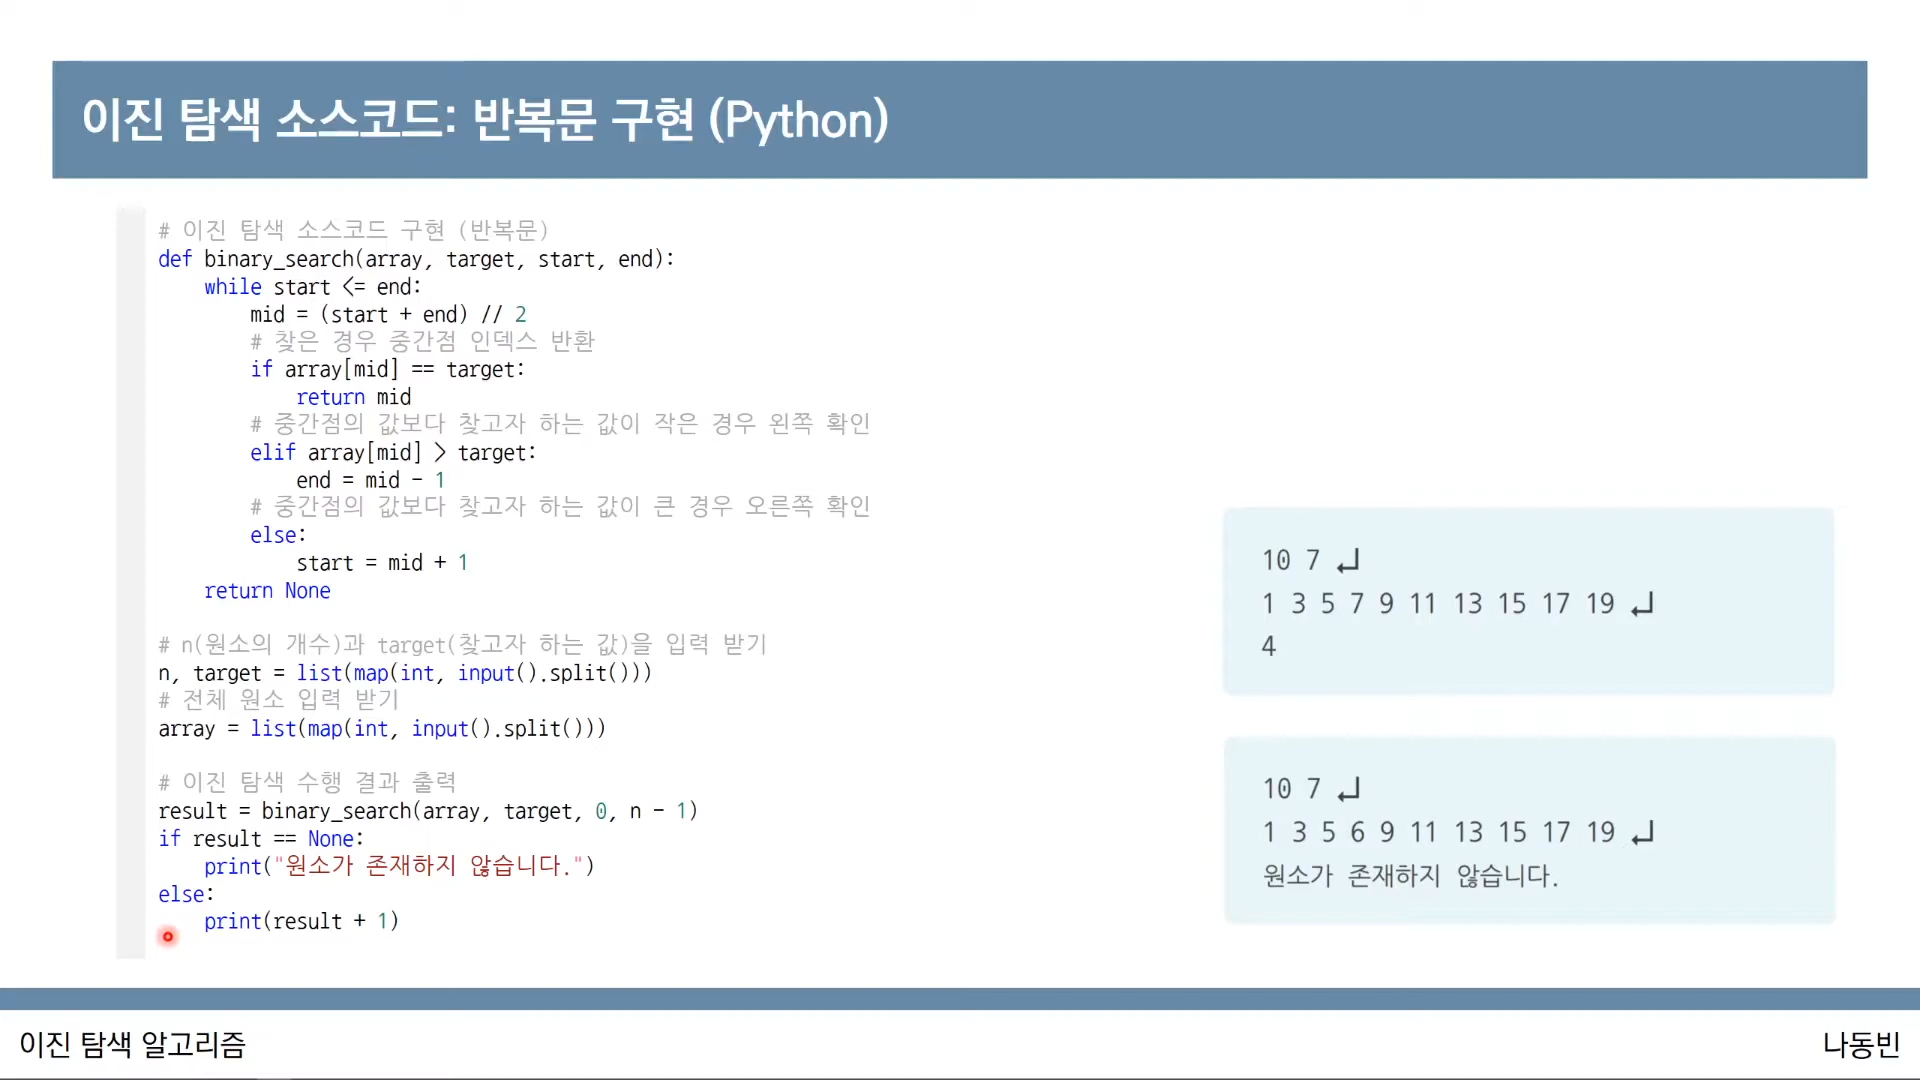 이진 탐색 소스코드: 반복문 구현 (Python)
# 이진 탐색 소스코드 구현 (반복문)
def binary_search(array, target, start, end):
    while start <= end:
        mid = (start + end) // 2
        # 찾은 경우 중간점 인덱스 반환
        if array[mid] == target:
            return mid
        # 중간점의 값보다 찾고자 하는 값이 작은 경우 왼쪽 확인
        elif array[mid] > target:
            end = mid - 1
        # 중간점의 값보다 찾고자 하는 값이 큰 경우 오른쪽 확인
        else:
            start = mid + 1
    return None
# n(원소의 개수)과 target(찾고자 하는 값)을 입력 받기
n, target = list(map(int, input().split()))
# 전체 원소 입력 받기
array = list(map(int, input().split()))
# 이진 탐색 수행 결과 출력
result = binary_search(array, target, 0, n - 1)
if result == None:
    print("원소가 존재하지 않습니다.")
else:
    print(result + 1)
10 7 ↵
1 3 5 7 9 11 13 15 17 19 ↵
4
10 7 ↵
1 3 5 6 9 11 13 15 17 19 ↵
원소가 존재하지 않습니다.
이진 탐색 알고리즘
나동빈